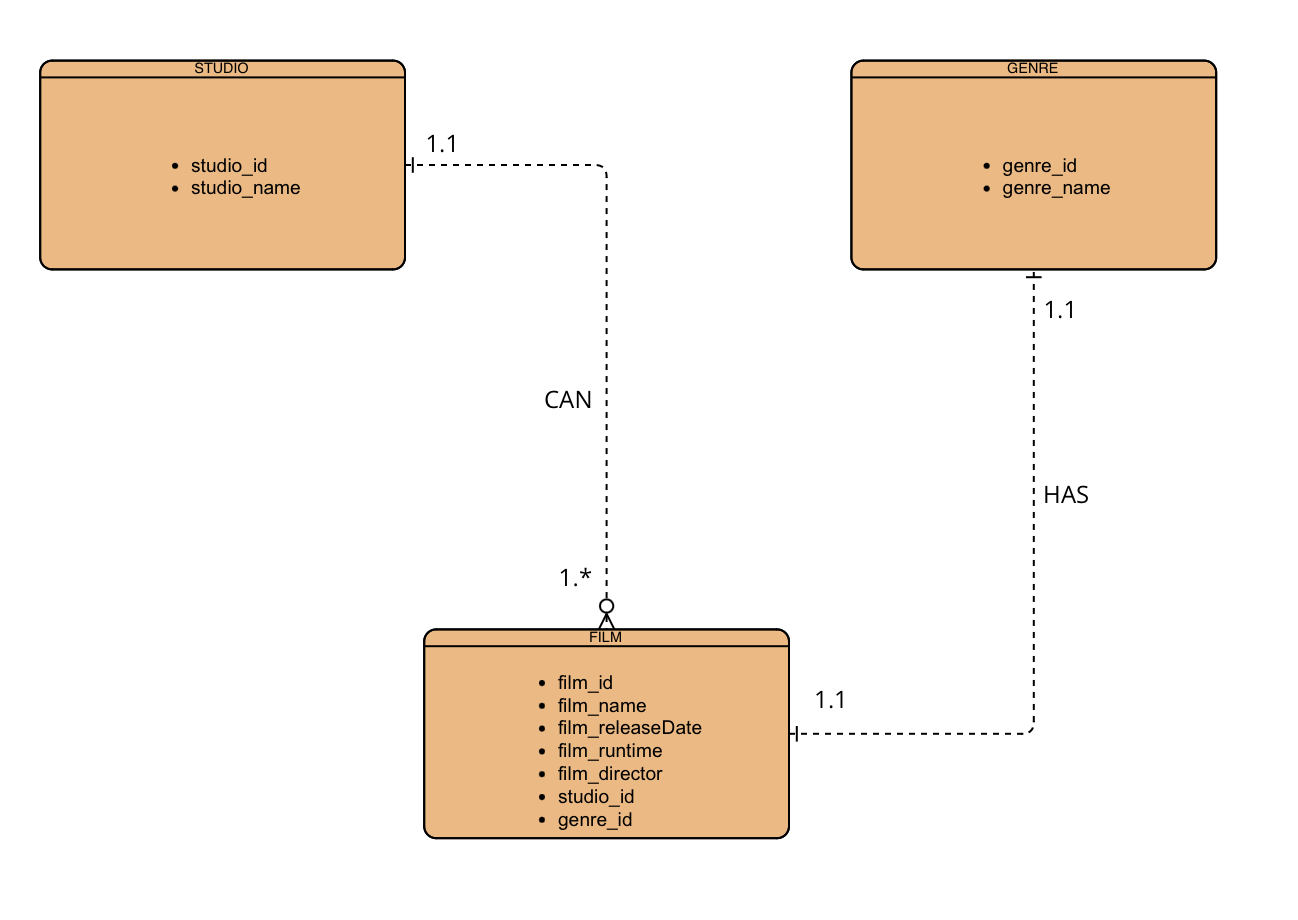 STUDIO
studio_id
studio_name
1.1
GENRE
genre_id
genre_name
1.1
CAN
HAS
1.*
FILM
film_id
film_name
film_releaseDate
film_runtime
film_director
studio_id
genre_id
1.1